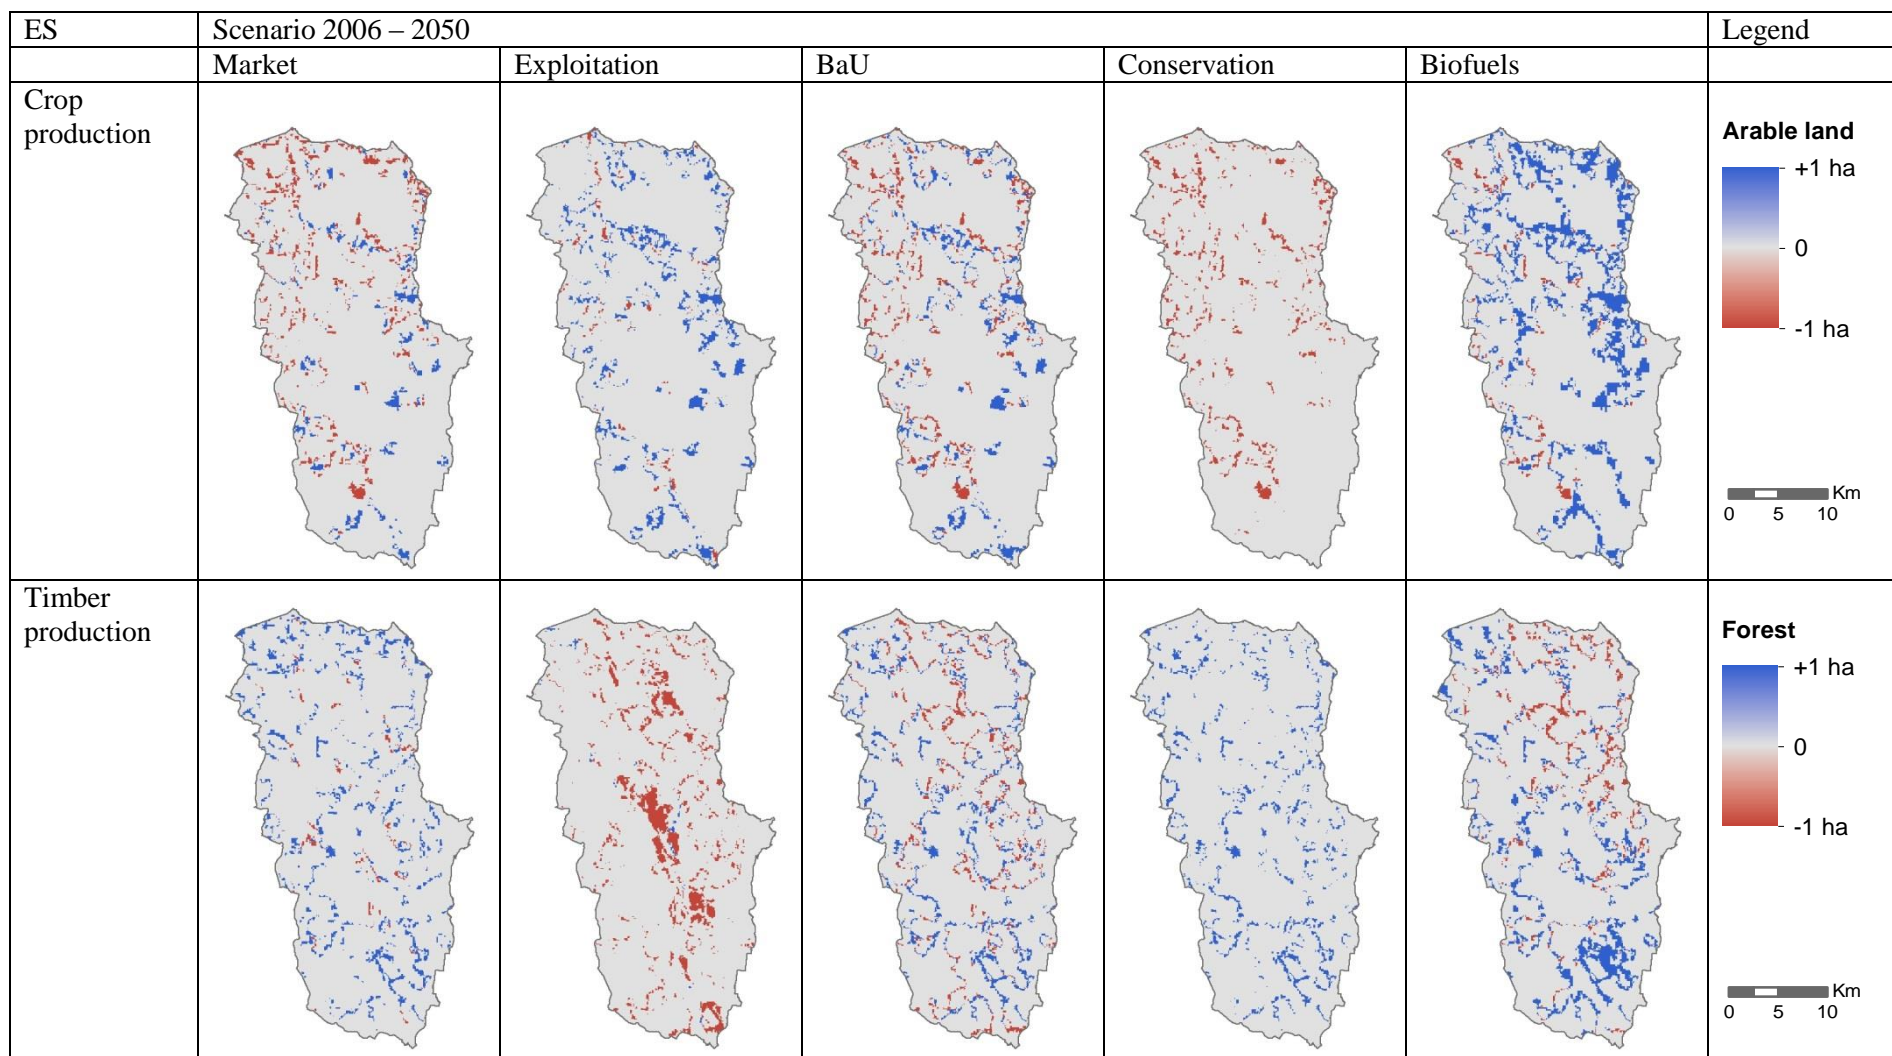 ES Scenario 2006 – 2050 Legend
Market Exploitation BaU Conservation Biofuels
Crop
production
Arable land
+1 ha
0
-1 ha
Km
0 5 10
Timber
production
Forest
+1 ha
0
-1 ha
Km
0 5 10